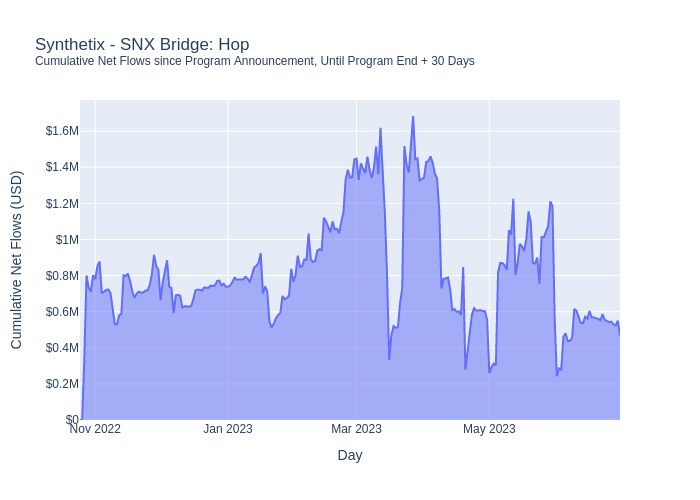 Synthetix - SNX Bridge: Hop
Cumulative Net Flows since Program Announcement, Until Program End + 30 Days
Cumulative Net Flows (USD)
$1.6M
$1.4M
$1.2M
$1M
$0.8M
$0.6M
$0.4M
$0.2M
$0
Nov 2022 Jan 2023 Mar 2023 May 2023
Day